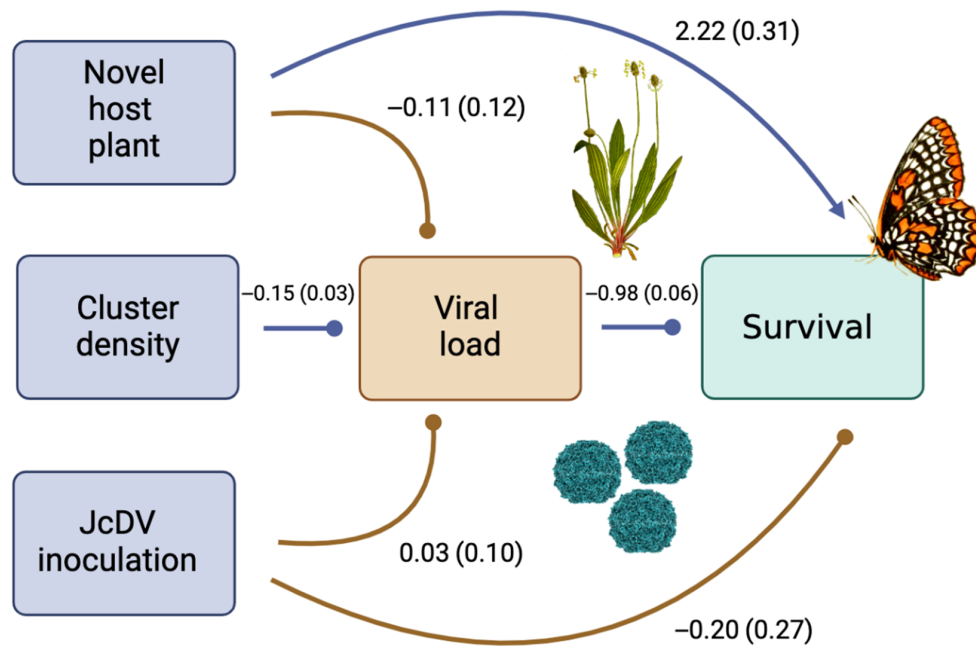 2.22 (0.31)
Novel
host
plant
–0.11 (0.12)
Cluster
density
–0.15 (0.03)
Viral
load
–0.98 (0.06)
Survival
JcDV
inoculation
0.03 (0.10)
–0.20 (0.27)